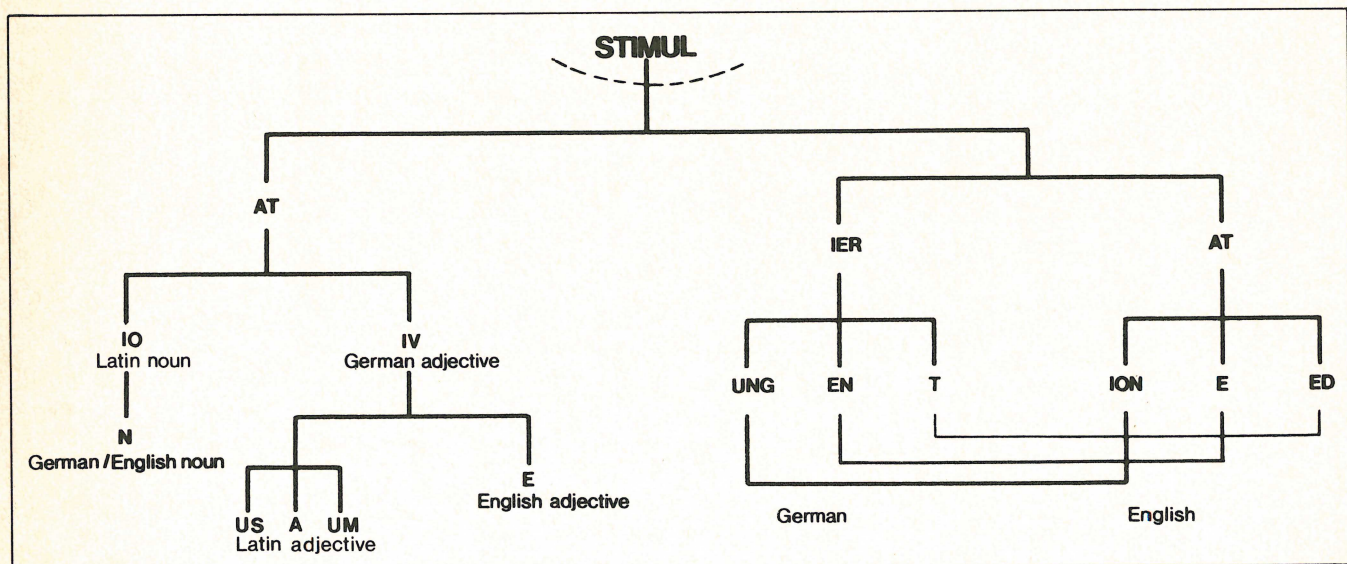 STIMUL
AT
IER AT
IO IV
Latin noun German adjective
UNG EN T ION E ED
N
German/English noun
E
English adjective
US A UM
Latin adjective
German English